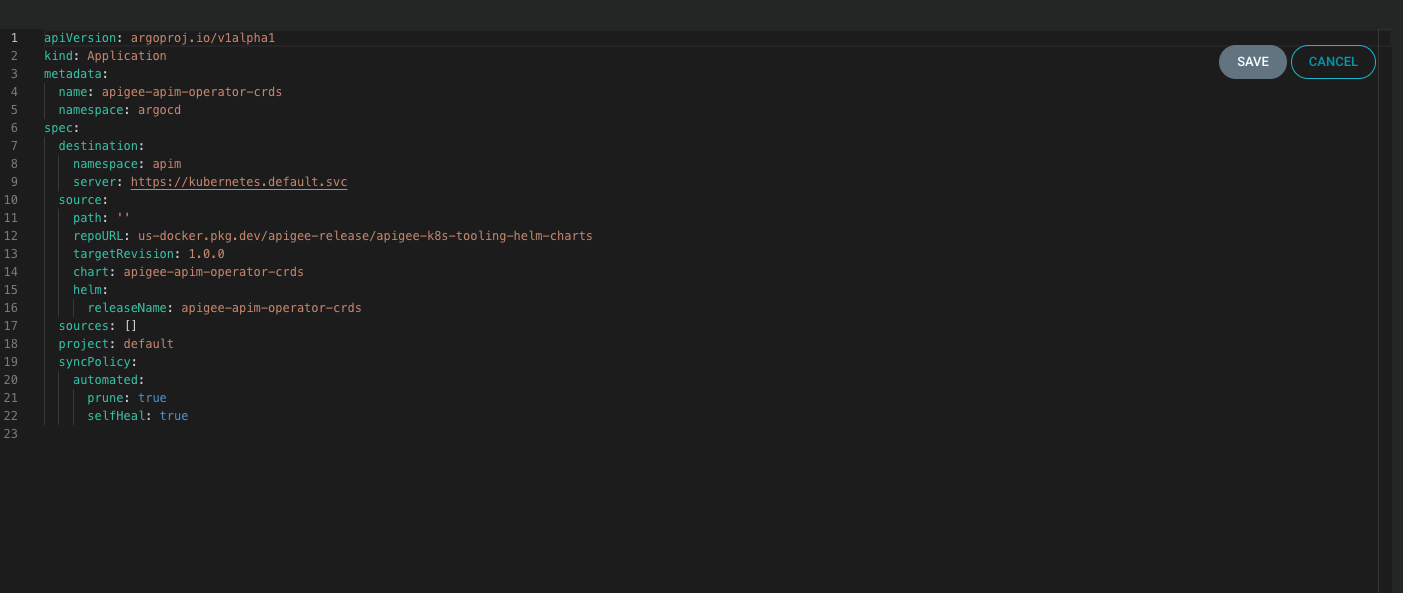 1 apiVersion: argoproj.io/v1alpha1
2 kind: Application
SAVE CANCEL
3 metadata:
4   name: apigee-apim-operator-crds
5   namespace: argocd
6 spec:
7   destination:
8     namespace: apim
9     server: https://kubernetes.default.svc
10   source:
11     path: ''
12     repoURL: us-docker.pkg.dev/apigee-release/apigee-k8s-tooling-helm-charts
13     targetRevision: 1.0.0
14     chart: apigee-apim-operator-crds
15     helm:
16       releaseName: apigee-apim-operator-crds
17   sources: []
18   project: default
19   syncPolicy:
20     automated:
21       prune: true
22       selfHeal: true
23